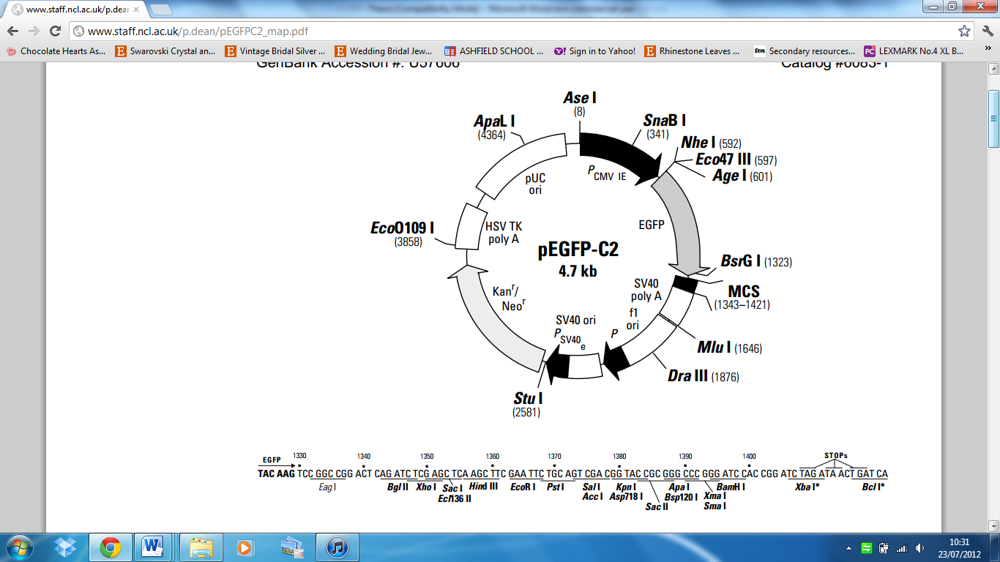 www.staff.ncl.ac.uk/p.dear ×
www.staff.ncl.ac.uk/p.dean/pEGFPC2_map.pdf
Chocolate Hearts As... Swarovski Crystal an... Vintage Bridal Silver ... Wedding Bridal Jew... ASHFIELD SCHOOL ... Sign in to Yahoo! Rhinestone Leaves ... tes Secondary resources... PC LEXMARK No.4 XL B... »
GenBank Accession #: U57606 Catalog #6083-1
Ase I
(8)
ApaL I
(4364)
SnaB I
(341)
Nhe I (592)
Eco47 III (597)
Age I (601)
P CMV IE
pUC
ori
EGFP
EcoO109 I
(3858)
HSV TK
poly A
pEGFP-C2
4.7 kb
BsrG I (1323)
MCS
(1343–1421)
SV40
poly A
Kanr/
Neor
f1
ori
SV40 ori
P SV40e
P
Mlu I (1646)
Dra III (1876)
Stu I
(2581)
EGFP 1330 1340 1350 1360 1370 1380 1390 1400 STOPs
TAC AAG TCC GGC CGG ACT CAG ATC TCG AGC TCA AGC TTC GAA TTC TGC AGT CGA CGG TAC CGC GGG CCC GGG ATC CAC CGG ATC TAG ATA ACT GAT CA
Eag I Bgl II Xho I Sac I Hind III EcoR I Pst I Sal I Kpn I Apa I BamH I Xba I* Bcl I*
Ecl136 II Acc I Asp718 I Bsp120 I Xma I
Sac II Sma I
10:31
23/07/2012